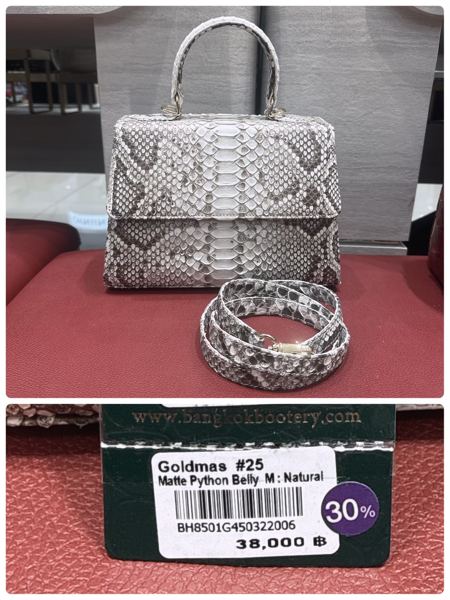 www.bangkokbootery.com
Goldmas #25
Matte Python Belly M : Natural
BH8501G450322006
30%
38,000 ฿